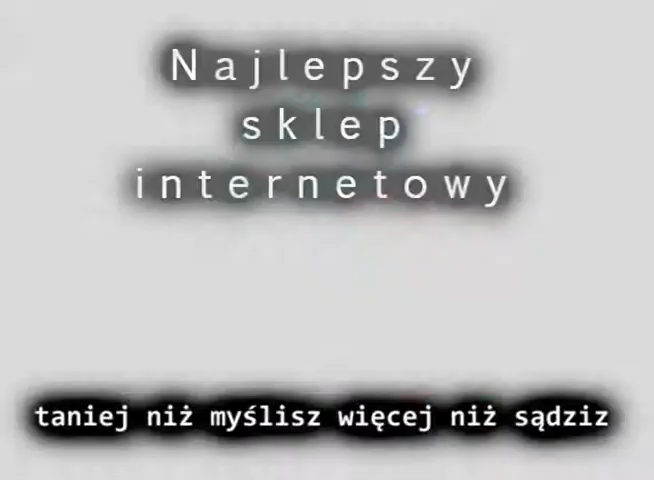 Najlepszy
sklep
internetowy
taniej niż myślisz więcej niż sądziz